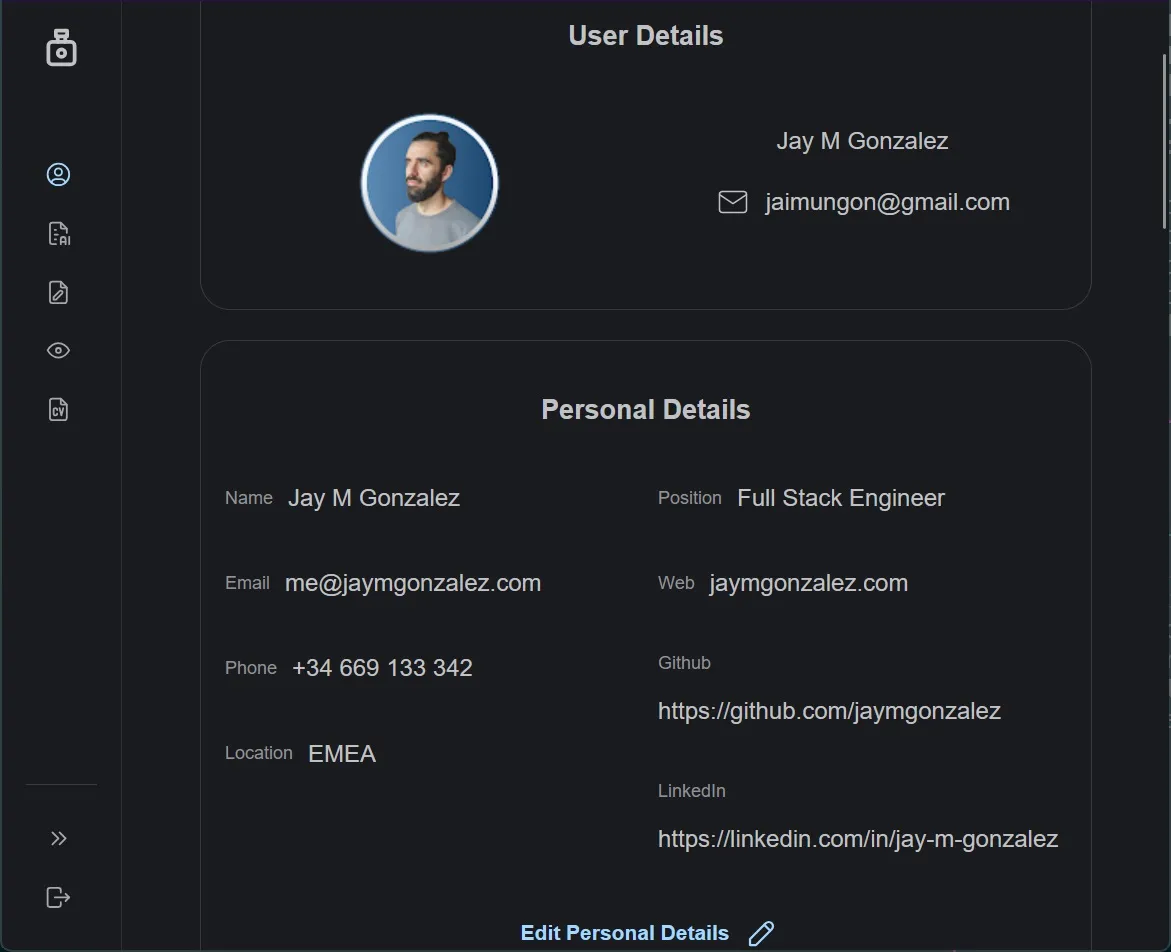 User Details
Jay M Gonzalez
jaimungon@gmail.com
AI
CV
Personal Details
Name Jay M Gonzalez
Position Full Stack Engineer
Email me@jaymgonzalez.com
Web jaymgonzalez.com
Phone +34 669 133 342
Github
https://github.com/jaymgonzalez
Location EMEA
LinkedIn
https://linkedin.com/in/jay-m-gonzalez
Edit Personal Details